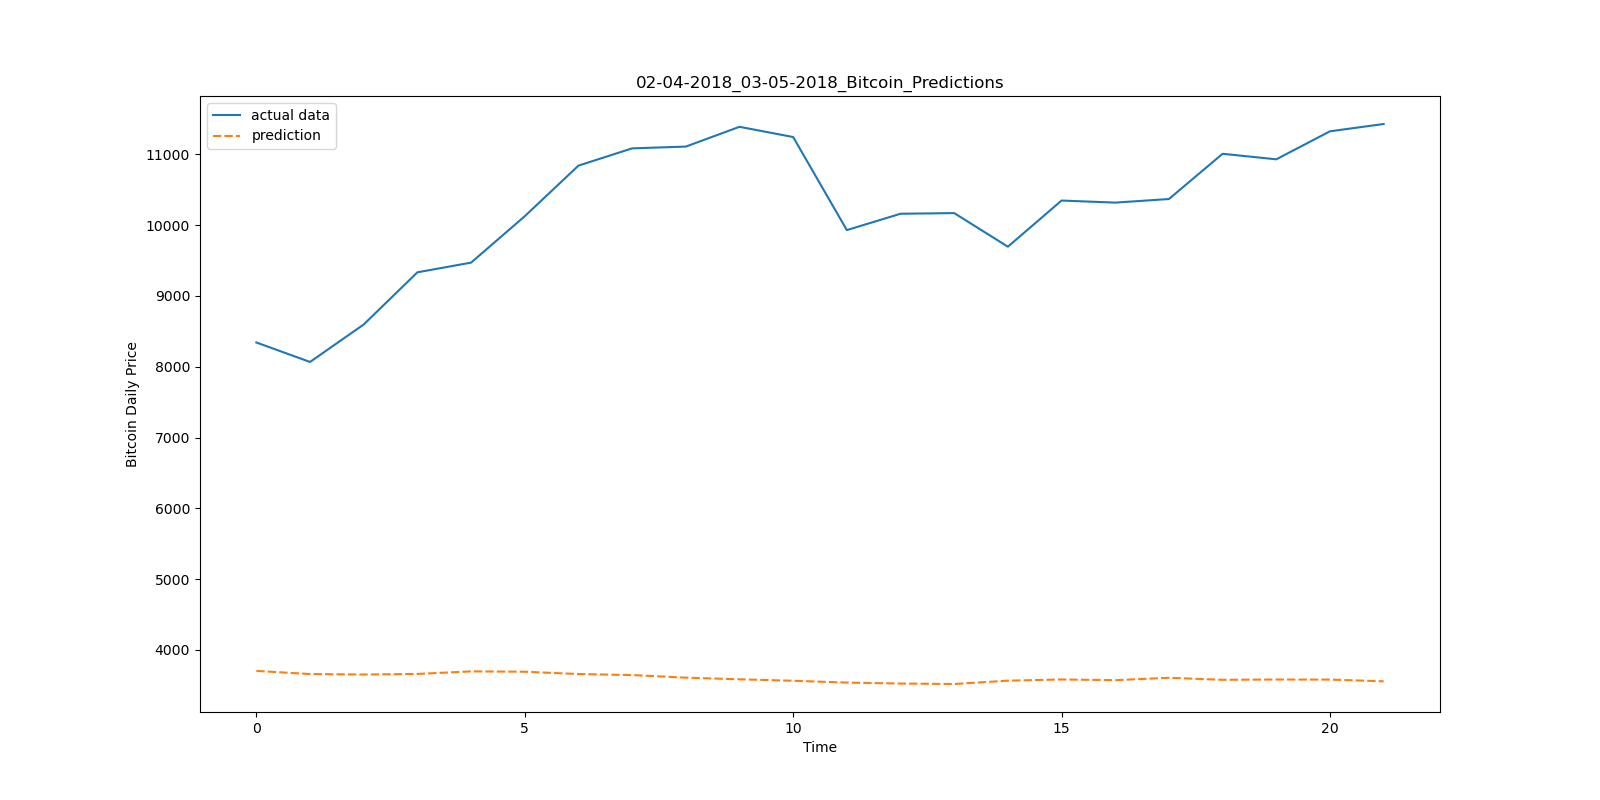 02-04-2018_03-05-2018_Bitcoin_Predictions
actual data
prediction
11000
10000
9000
8000
7000
6000
5000
4000
Bitcoin Daily Price
0 5 10 15 20
Time